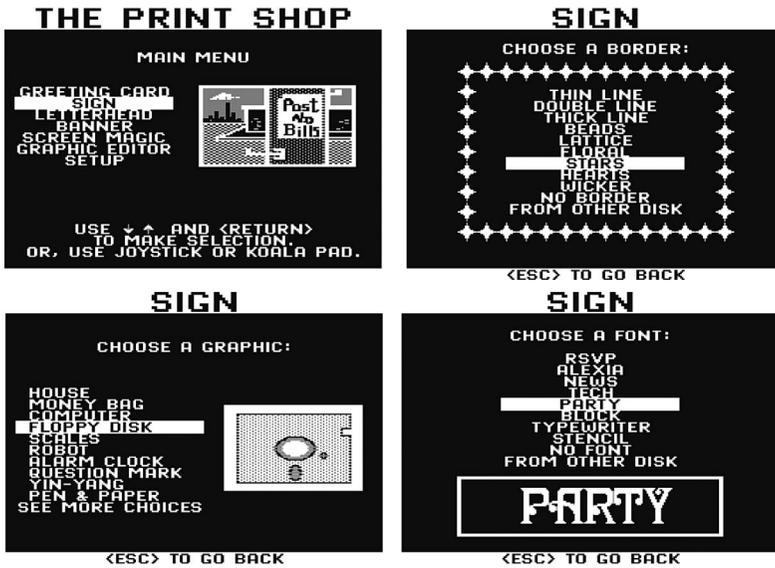 THE PRINT SHOP
MAIN MENU
GREETING CARD
SIGN
LETTERHEAD
BANNER
SCREEN MAGIC
GRAPHIC EDITOR
SETUP
Post
No
Bills
USE ↓ ↑ AND <RETURN>
TO MAKE SELECTION.
OR, USE JOYSTICK OR KOALA PAD.
SIGN
CHOOSE A BORDER:
THIN LINE
DOUBLE LINE
THICK LINE
BEADS
LATTICE
FLORAL
STARS
HEARTS
WICKER
NO BORDER
FROM OTHER DISK
<ESC> TO GO BACK
SIGN
CHOOSE A GRAPHIC:
HOUSE
MONEY BAG
COMPUTER
FLOPPY DISK
SCALES
ROBOT
ALARM CLOCK
QUESTION MARK
YIN-YANG
PEN & PAPER
SEE MORE CHOICES
<ESC> TO GO BACK
SIGN
CHOOSE A FONT:
RSVP
ALEXIA
NEWS
TECH
PARTY
BLOCK
TYPEWRITER
STENCIL
NO FONT
FROM OTHER DISK
PARTY
<ESC> TO GO BACK